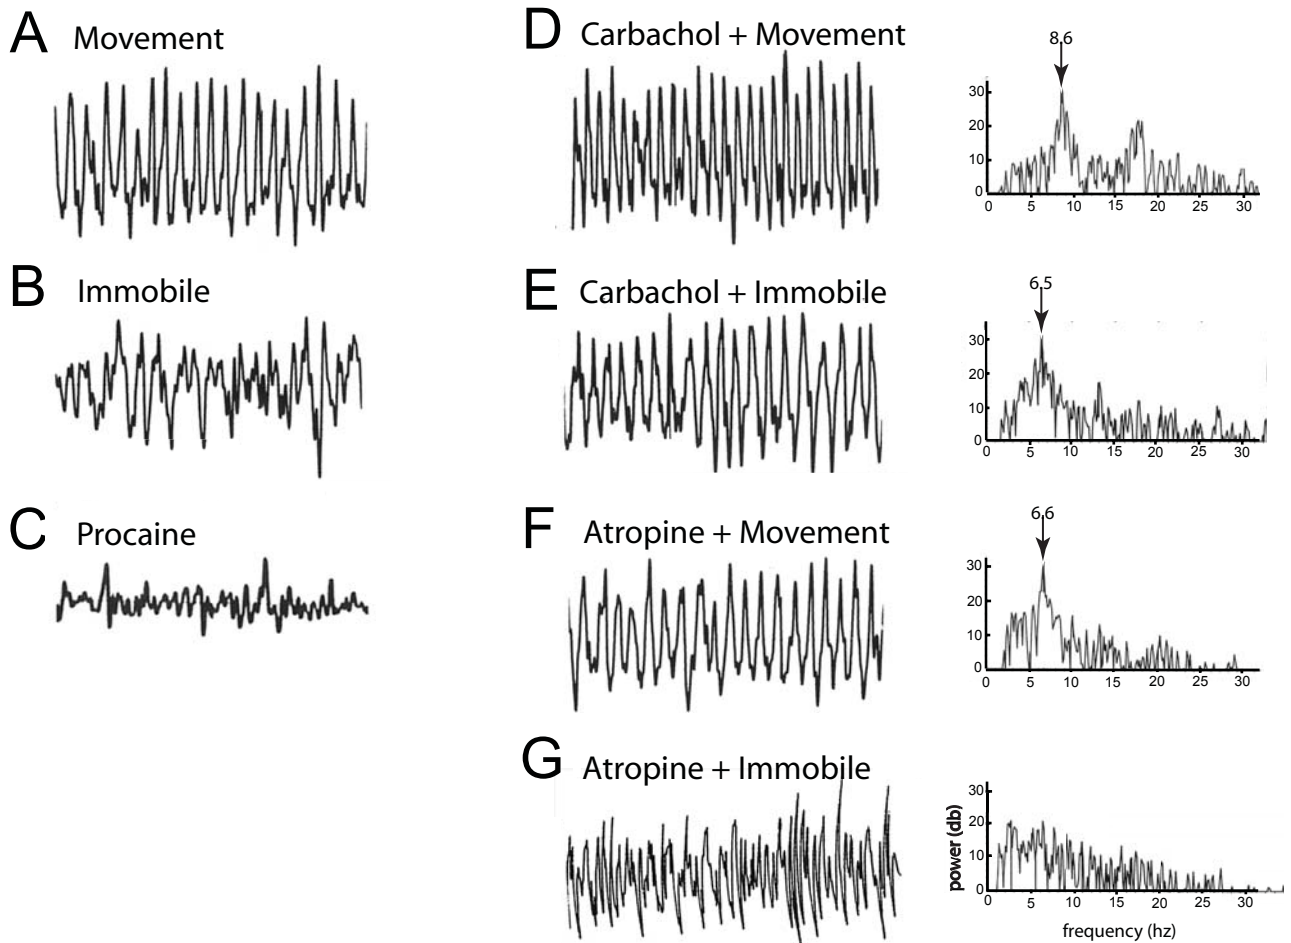 A Movement
B Immobile
C Procaine
D Carbachol + Movement
8.6
30
20
10
0
0 5 10 15 20 25 30
E Carbachol + Immobile
6.5
30
20
10
0
0 5 10 15 20 25 30
F Atropine + Movement
6.6
30
20
10
0
0 5 10 15 20 25 30
G Atropine + Immobile
power (db)
30
20
10
0
0 5 10 15 20 25 30
frequency (hz)